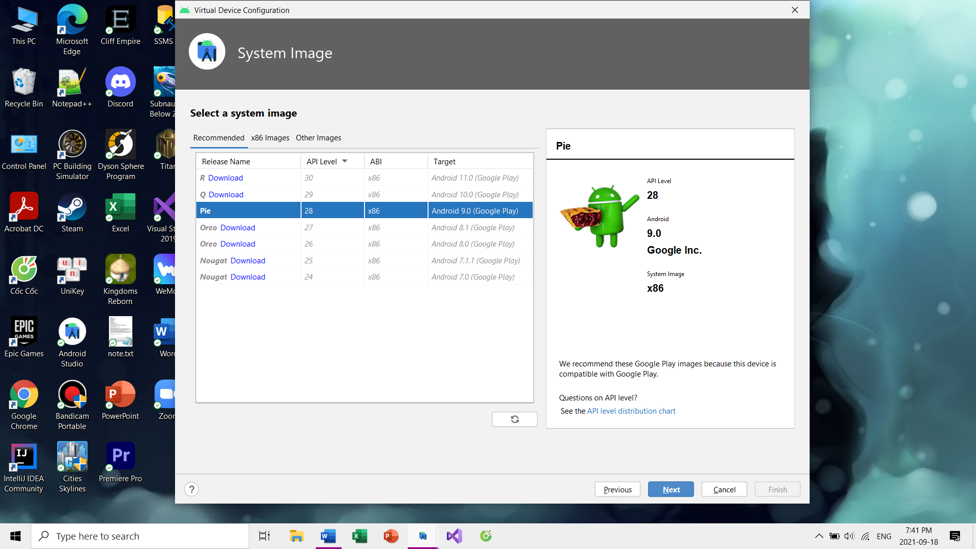 Virtual Device Configuration
System Image
Select a system image
Recommended x86 Images Other Images
Release Name API Level ABI Target
R Download 30 x86 Android 11.0 (Google Play)
Q Download 29 x86 Android 10.0 (Google Play)
Pie 28 x86 Android 9.0 (Google Play)
Oreo Download 27 x86 Android 8.1 (Google Play)
Oreo Download 26 x86 Android 8.0 (Google Play)
Nougat Download 25 x86 Android 7.1.1 (Google Play)
Nougat Download 24 x86 Android 7.0 (Google Play)
Pie
API Level
28
Android
9.0
Google Inc.
System Image
x86
We recommend these Google Play images because this device is
compatible with Google Play.
Questions on API level?
See the API level distribution chart
? Previous Next Cancel Finish
This PC
Microsoft
Edge
Cliff Empire
SSMS
Recycle Bin
Notepad++
Discord
Subnau
Below Z
Control Panel
PC Building
Simulator
Dyson Sphere
Program
Titan
Acrobat DC
Steam
Excel
Visual St
2019
Cốc Cốc
UniKey
Kingdoms
Reborn
WeMo
EPIC
GAMES
Epic Games
Android
Studio
note.txt
Word
Google
Chrome
Bandicam
Portable
PowerPoint
Zoom
IntelliJ IDEA
Community
Cities
Skylines
Pr
Premiere Pro
Type here to search
ENG
7:41 PM
2021-09-18